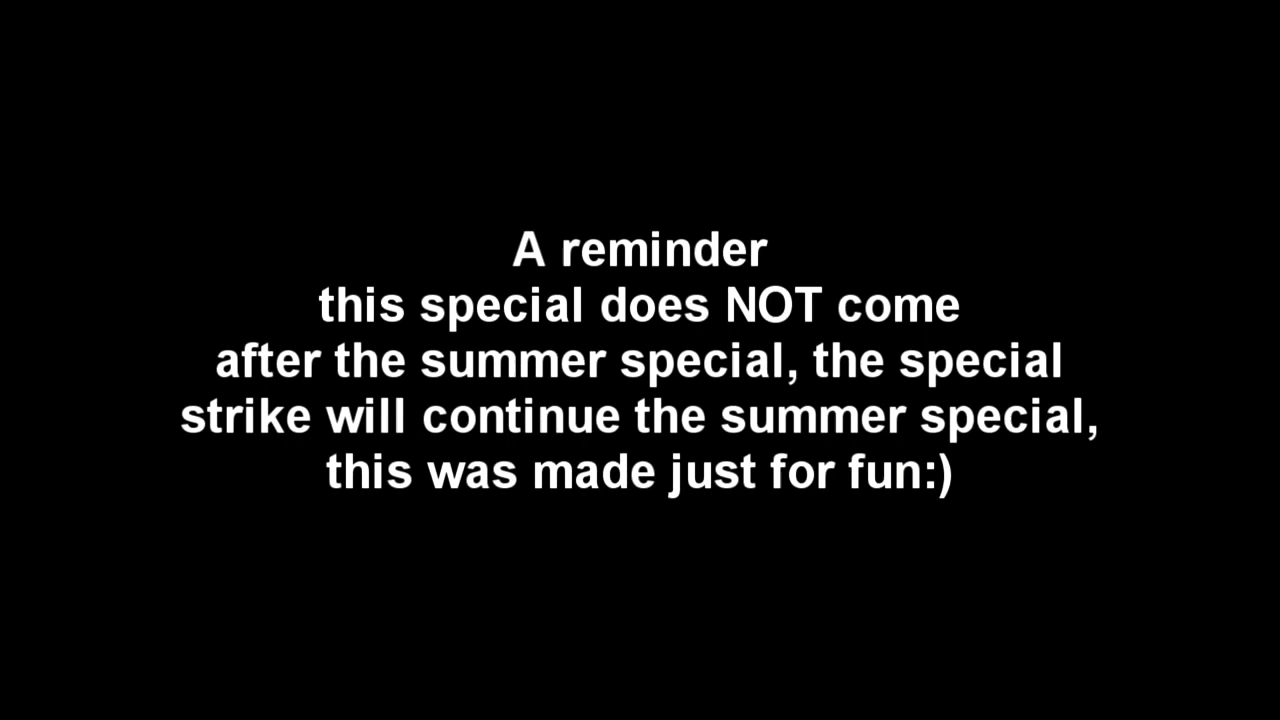 A reminder
this special does NOT come
after the summer special, the special
strike will continue the summer special,
this was made just for fun:)